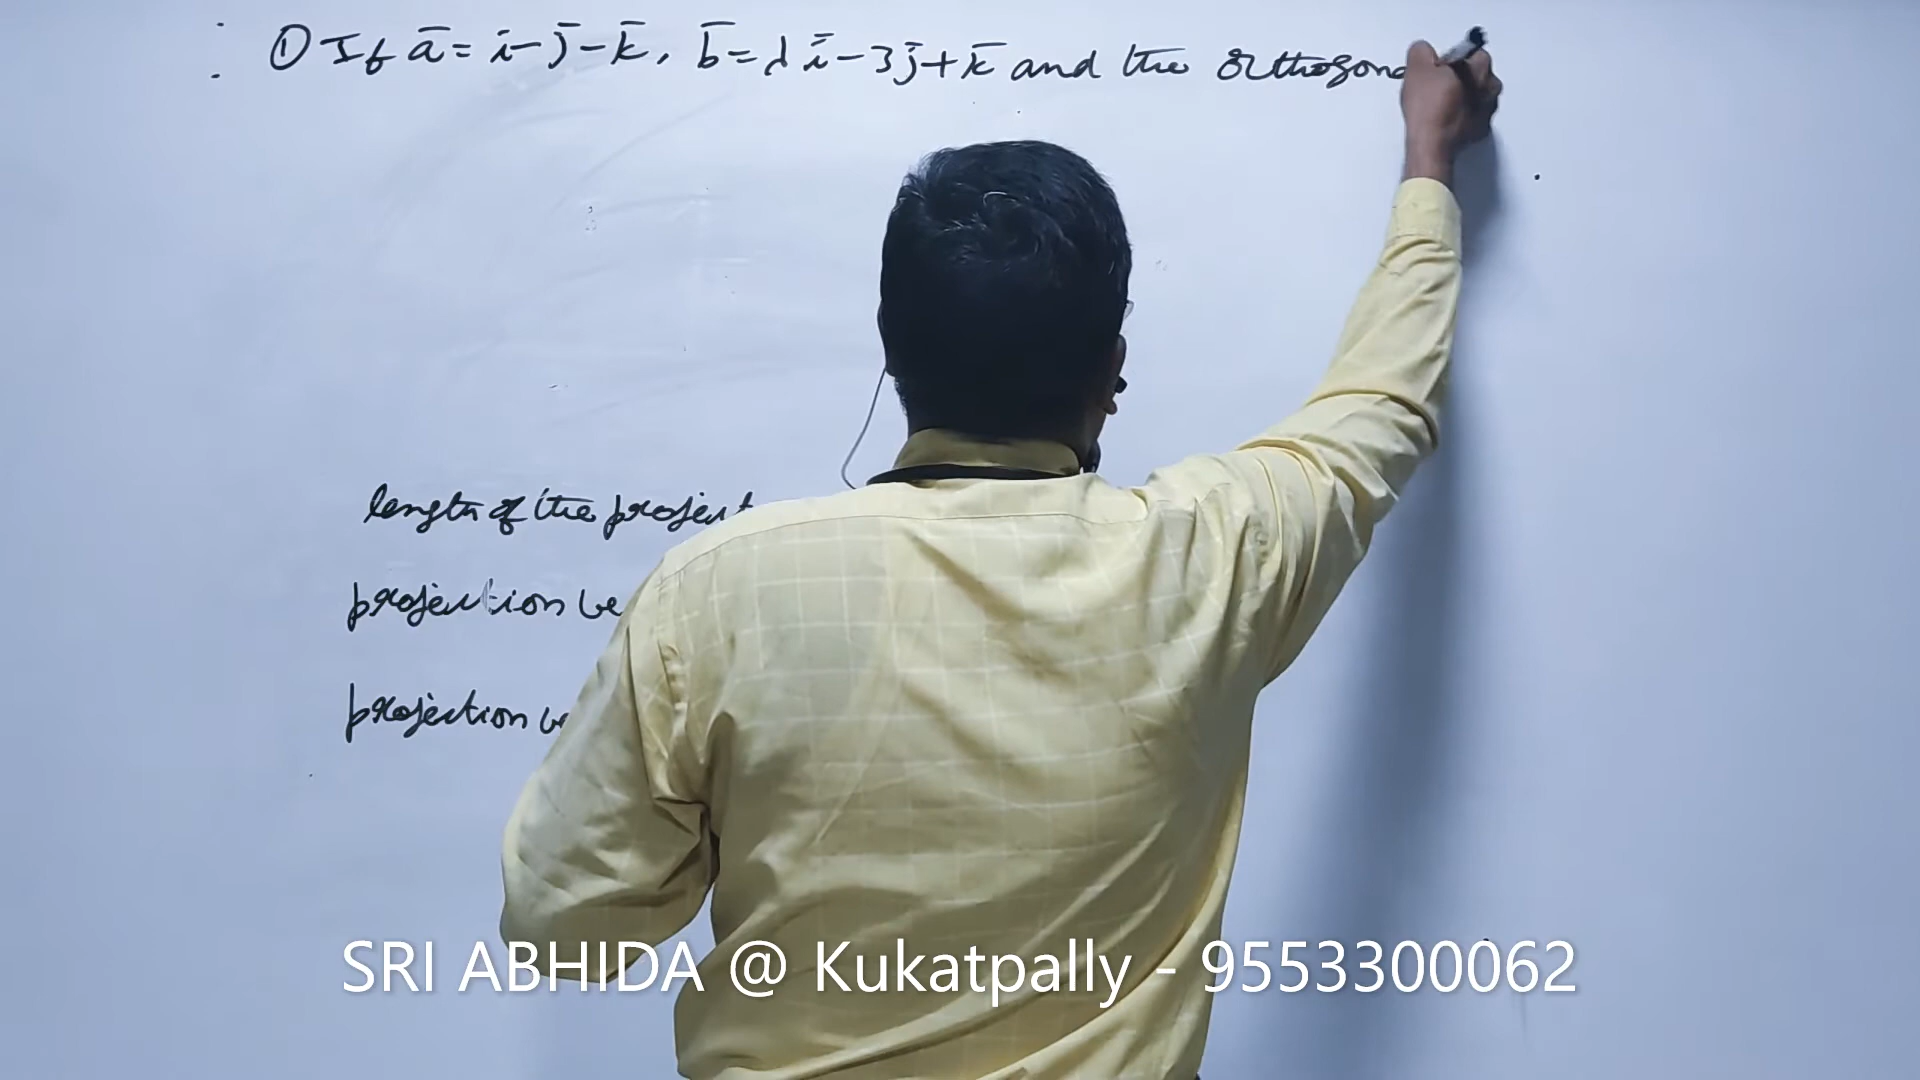 ① If a̅ = i̅ - j̅ - k̅, b̅ = λi̅ - 3j̅ + k̅ and the orthogona
length of the project
projection ve
projection ve
SRI ABHIDA @ Kukatpally - 9553300062